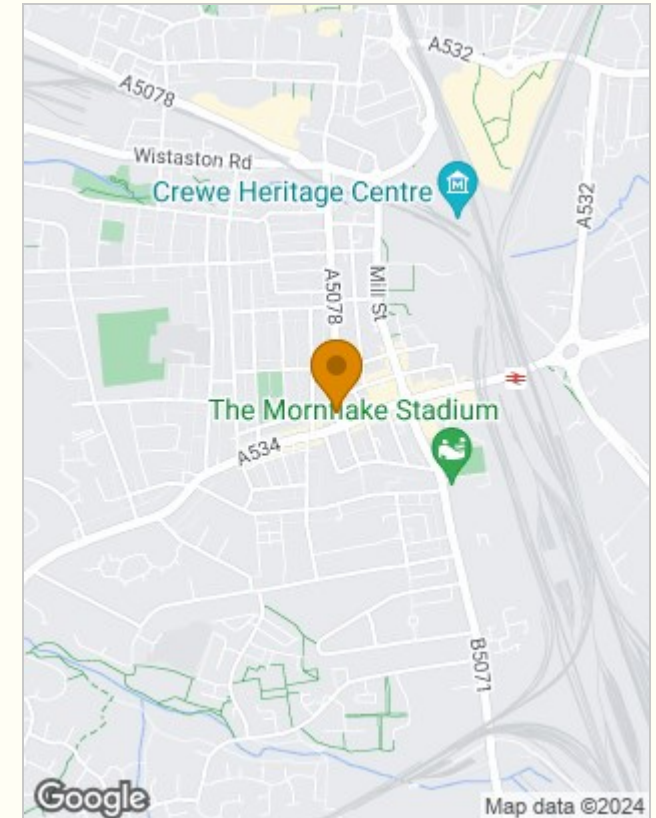 A532
A5078
Wistaston Rd
Crewe Heritage Centre
M
A532
A5078
Mill St
The Mornflake Stadium
A534
B5071
Google
Map data ©2024